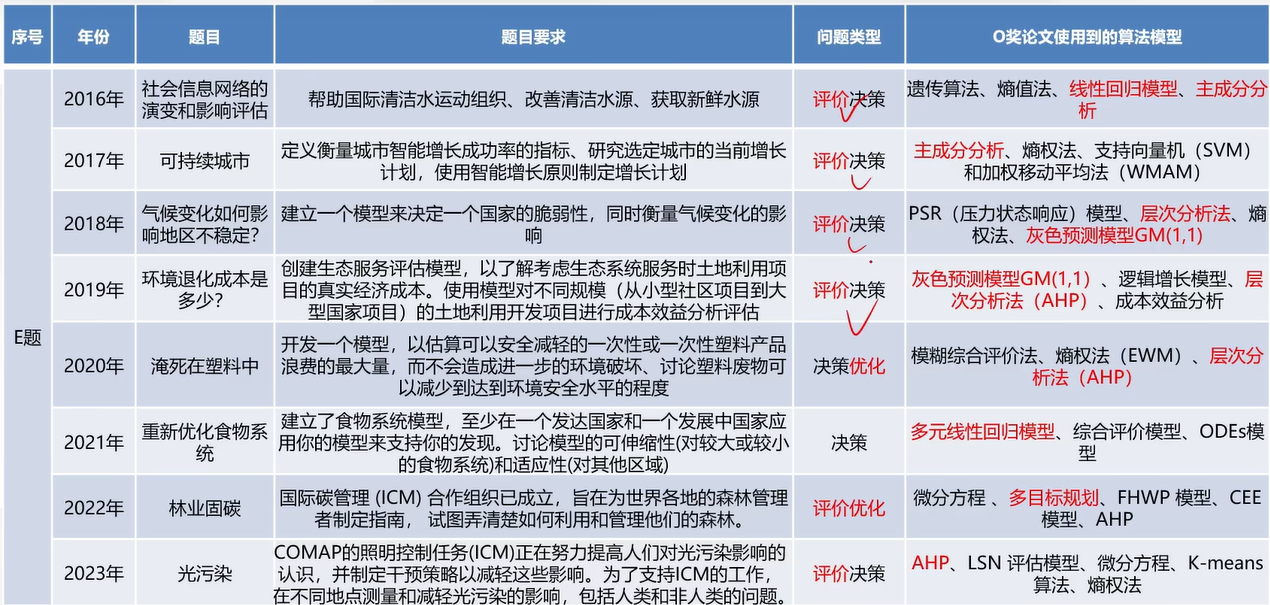 序号 年份 题目 题目要求 问题类型 O奖论文使用到的算法模型
E题
2016年
社会信息网络的
演变和影响评估
帮助国际清洁水运动组织、改善清洁水源、获取新鲜水源
评价决策
遗传算法、熵值法、线性回归模型、主成分分
析
2017年
可持续城市
定义衡量城市智能增长成功率的指标、研究选定城市的当前增长
计划，使用智能增长原则制定增长计划
评价决策
主成分分析、熵权法、支持向量机（SVM）
和加权移动平均法（WMAM）
2018年
气候变化如何影
响地区不稳定？
建立一个模型来决定一个国家的脆弱性，同时衡量气候变化的影
响
评价决策
PSR（压力状态响应）模型、层次分析法、熵
权法、灰色预测模型GM(1,1)
2019年
环境退化成本是
多少？
创建生态服务评估模型，以了解考虑生态系统服务时土地利用项
目的真实经济成本。使用模型对不同规模（从小型社区项目到大
型国家项目）的土地利用开发项目进行成本效益分析评估
评价决策
灰色预测模型GM(1,1）、逻辑增长模型、层
次分析法（AHP）、成本效益分析
2020年
淹死在塑料中
开发一个模型，以估算可以安全减轻的一次性或一次性塑料产品
浪费的最大量，而不会造成进一步的环境破坏、讨论塑料废物可
以减少到达到环境安全水平的程度
决策优化
模糊综合评价法、熵权法（EWM）、层次分
析法（AHP）
2021年
重新优化食物系
统
建立了食物系统模型，至少在一个发达国家和一个发展中国家应
用你的模型来支持你的发现。讨论模型的可伸缩性(对较大或较小
的食物系统)和适应性(对其他区域)
决策
多元线性回归模型、综合评价模型、ODEs模
型
2022年
林业固碳
国际碳管理 (ICM) 合作组织已成立，旨在为世界各地的森林管理
者制定指南， 试图弄清楚如何利用和管理他们的森林。
评价优化
微分方程 、多目标规划、FHWP 模型、CEE
模型、AHP
2023年
光污染
COMAP的照明控制任务(ICM)正在努力提高人们对光污染影响的
认识，并制定干预策略以减轻这些影响。为了支持ICM的工作，
在不同地点测量和减轻光污染的影响，包括人类和非人类的问题。
评价决策
AHP、LSN 评估模型、微分方程、K-means
算法、熵权法